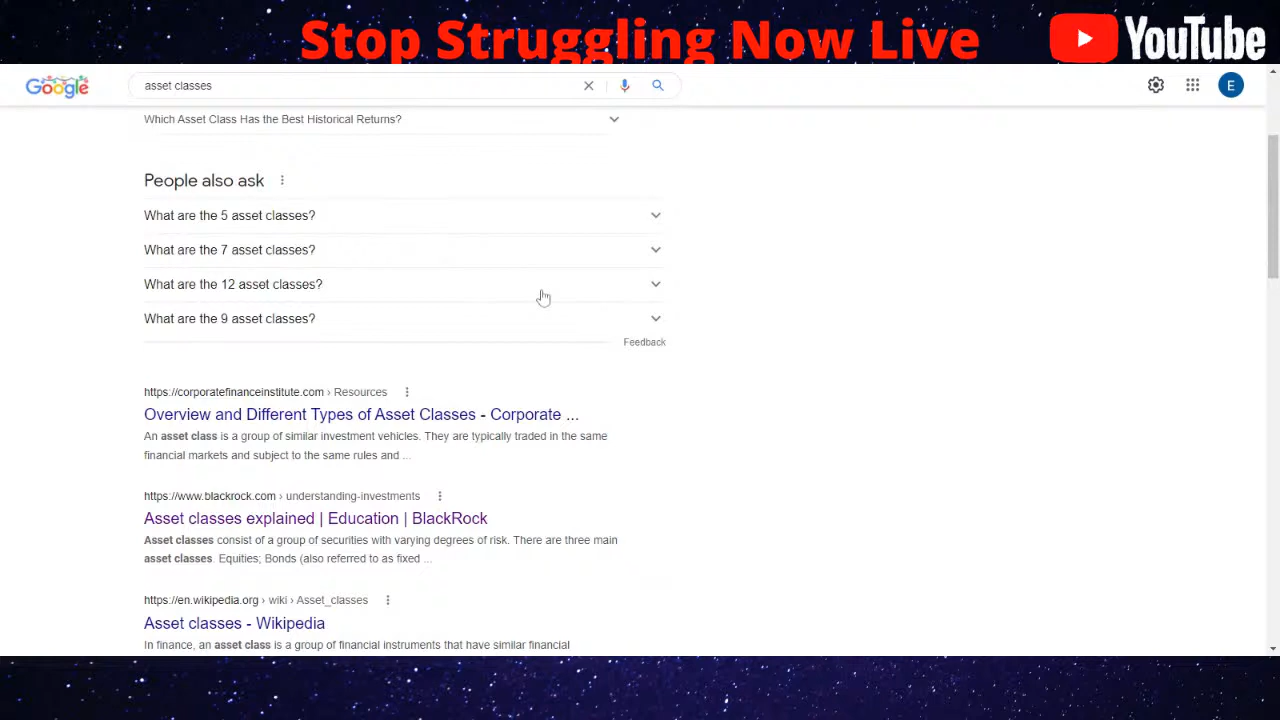 Stop Struggling Now Live
YouTube
Google
asset classes
E
Which Asset Class Has the Best Historical Returns?
People also ask
What are the 5 asset classes?
What are the 7 asset classes?
What are the 12 asset classes?
What are the 9 asset classes?
Feedback
https://corporatefinanceinstitute.com › Resources
Overview and Different Types of Asset Classes - Corporate ...
An asset class is a group of similar investment vehicles. They are typically traded in the same
financial markets and subject to the same rules and ...
https://www.blackrock.com › understanding-investments
Asset classes explained | Education | BlackRock
Asset classes consist of a group of securities with varying degrees of risk. There are three main
asset classes. Equities; Bonds (also referred to as fixed ...
https://en.wikipedia.org › wiki › Asset_classes
Asset classes - Wikipedia
In finance, an asset class is a group of financial instruments that have similar financial